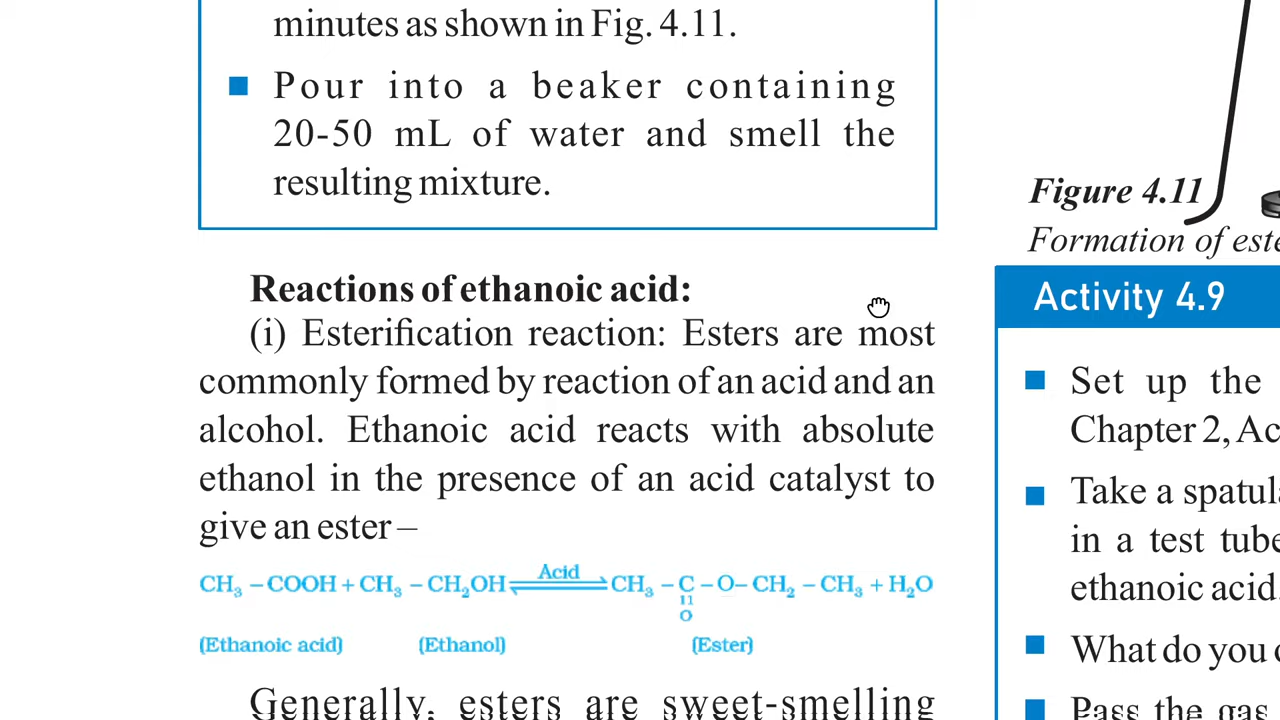 minutes as shown in Fig. 4.11.
Pour into a beaker containing
20-50 mL of water and smell the
resulting mixture.
Reactions of ethanoic acid:
(i) Esterification reaction: Esters are most
commonly formed by reaction of an acid and an
alcohol. Ethanoic acid reacts with absolute
ethanol in the presence of an acid catalyst to
give an ester –
CH₃ – COOH + CH₃ – CH₂OH ⇌ CH₃ – C – O – CH₂ – CH₃ + H₂O
Acid
O
(Ethanoic acid) (Ethanol) (Ester)
Generally, esters are sweet-smelling
Figure 4.11
Formation of este
Activity 4.9
Set up the
Chapter 2, Ac
Take a spatula
in a test tube
ethanoic acid.
What do you
Pass the gas